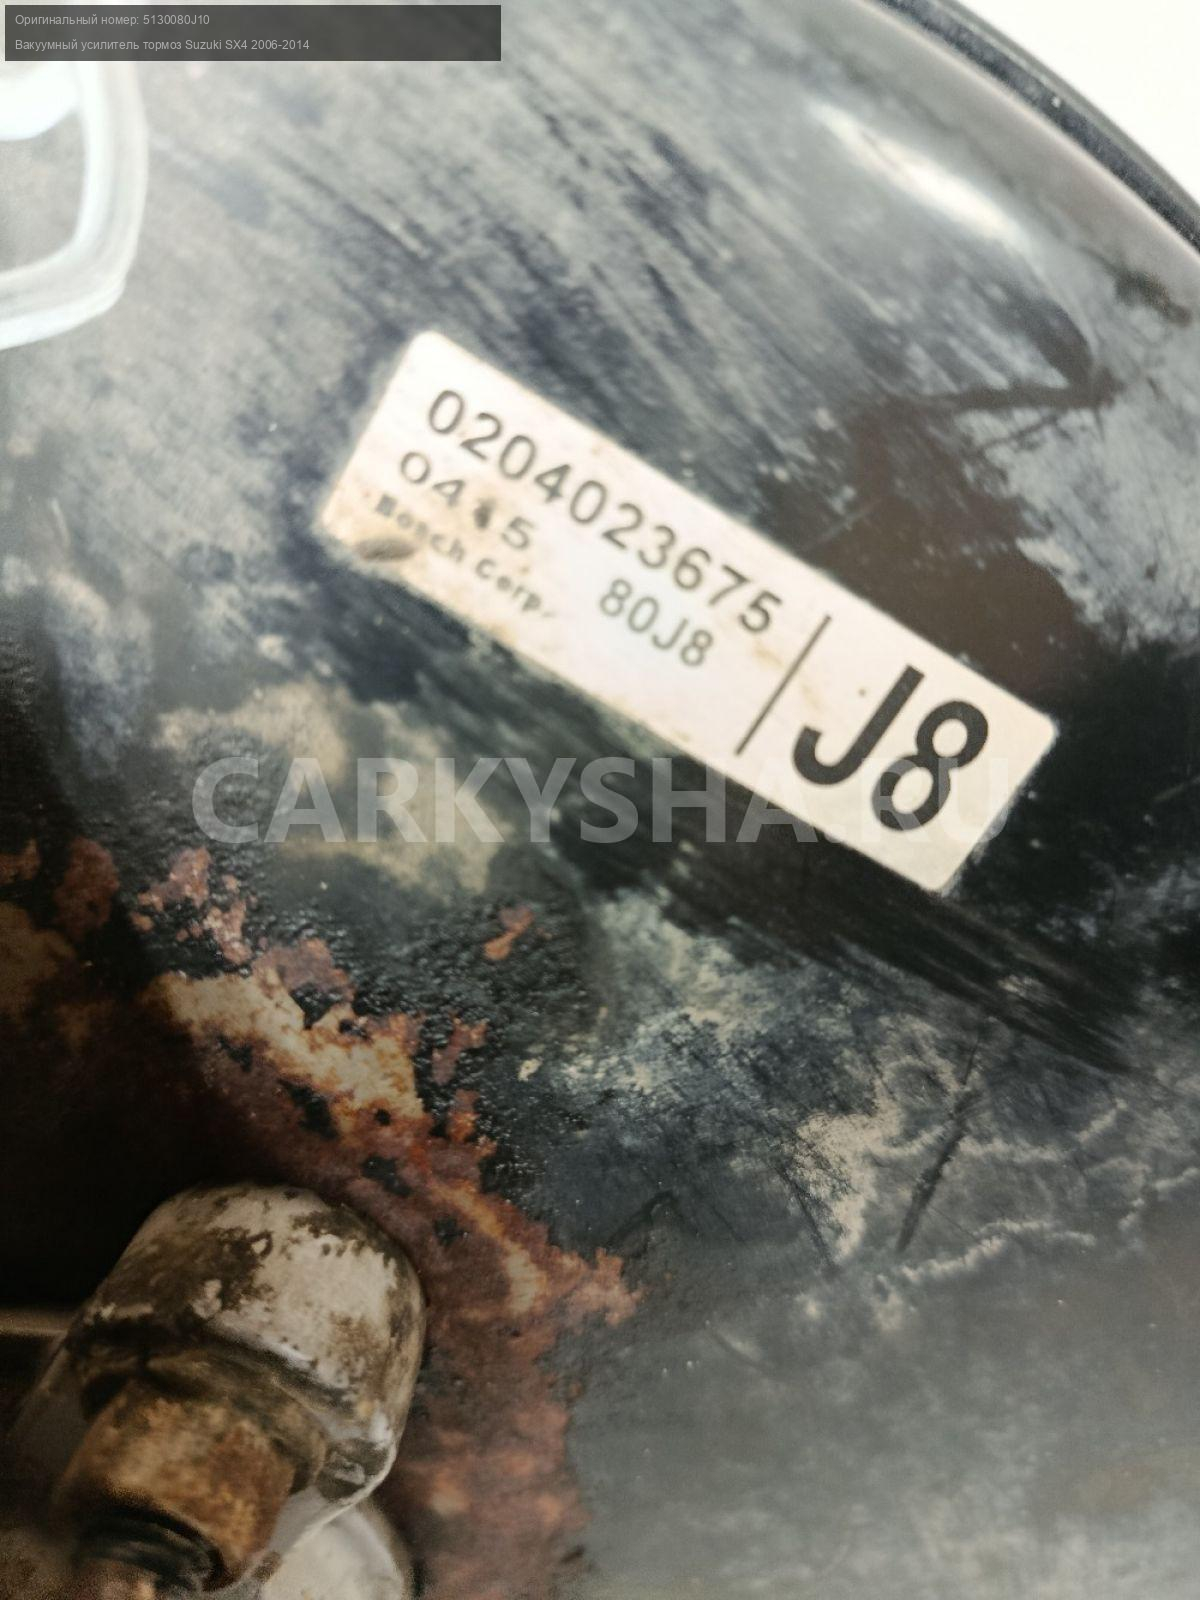 Оригинальный номер: 5130080J10
Вакуумный усилитель тормоз Suzuki SX4 2006-2014
0204023675
80J8
Bosch Corp.
J8
CARKYSHA.RU